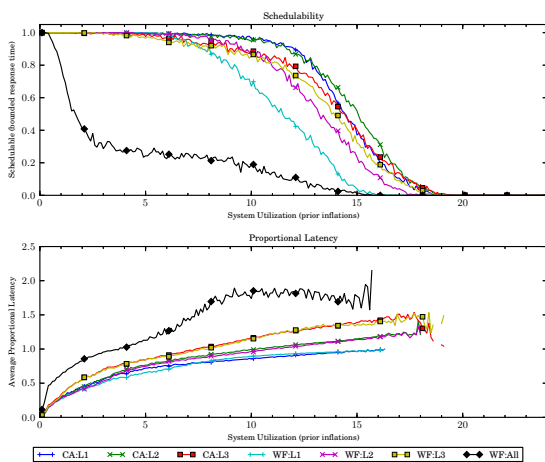 Schedulability
Schedulable (bounded response time)
1.0
0.8
0.6
0.4
0.2
0.0
0 5 10 15 20
System Utilization (prior inflations)
Proportional Latency
Average Proportional Latency
2.5
2.0
1.5
1.0
0.5
0.0
0 5 10 15 20
System Utilization (prior inflations)
CA:L1 CA:L2 CA:L3 WF:L1 WF:L2 WF:L3 WF:All